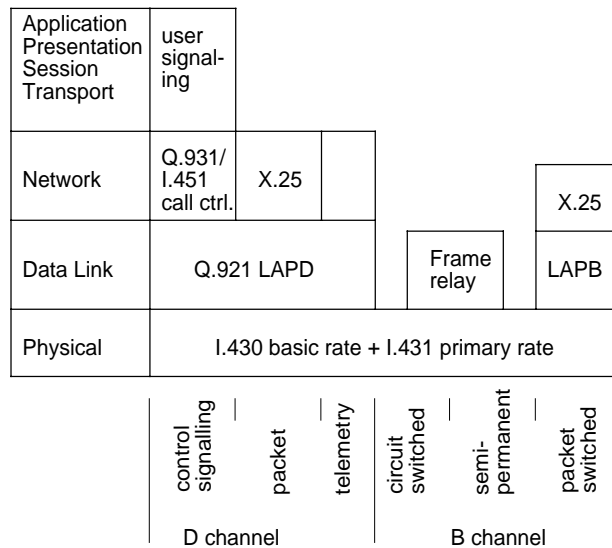 Application
Presentation
Session
Transport
user
signal-
ing
Network
Q.931/
I.451
call ctrl.
X.25
X.25
Data Link
Q.921 LAPD
Frame
relay
LAPB
Physical
I.430 basic rate + I.431 primary rate
control
signalling
packet
telemetry
circuit
switched
semi-
permanent
packet
switched
D channel
B channel